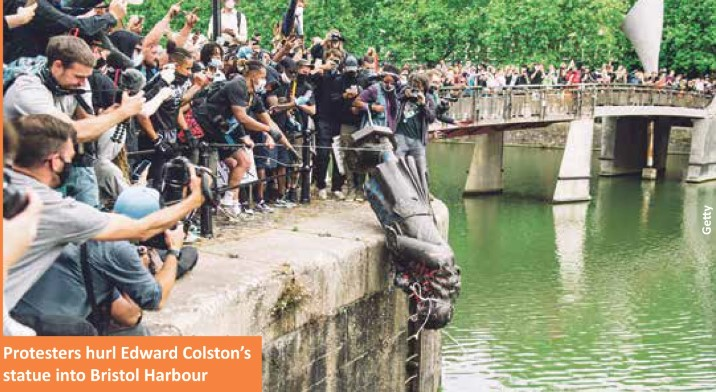 Getty
Protesters hurl Edward Colston's
statue into Bristol Harbour